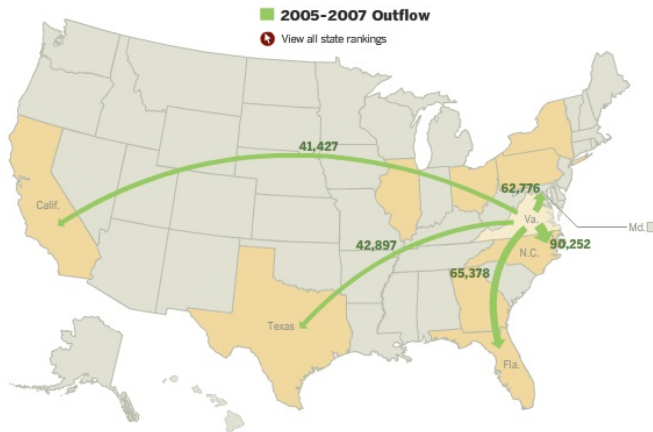 2005-2007 Outflow
View all state rankings
41,427
62,776
Calif.
Va.
Md.
42,897
90,252
N.C.
65,378
Texas
Fla.